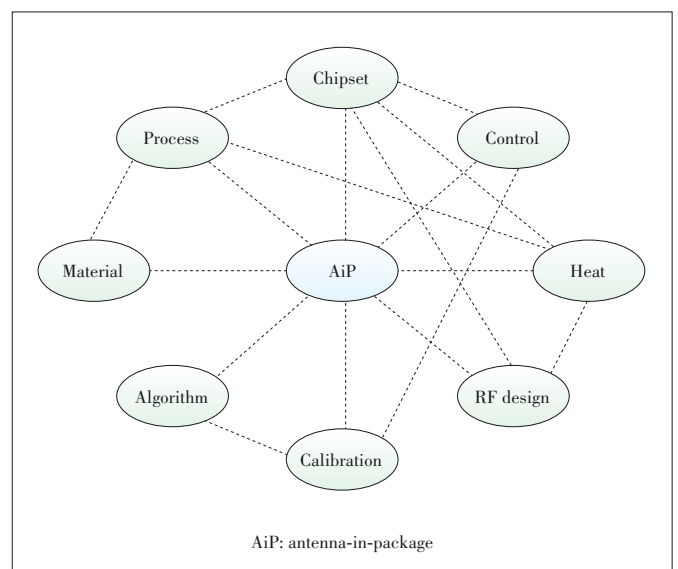 Chipset
Process
Control
Material
AiP
Heat
Algorithm
RF design
Calibration
AiP: antenna-in-package